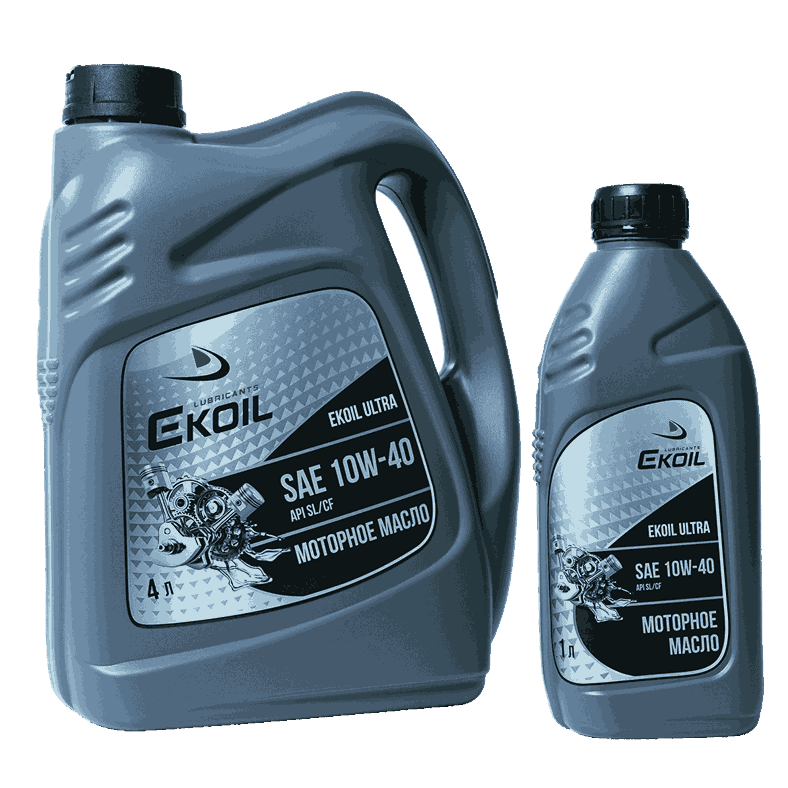 LUBRICANTS
EKOIL
EKOIL ULTRA
SAE 10W-40
API SL/CF
МОТОРНОЕ МАСЛО
4 Л
LUBRICANTS
EKOIL
EKOIL ULTRA
SAE 10W-40
API SL/CF
МОТОРНОЕ
МАСЛО
1 Л